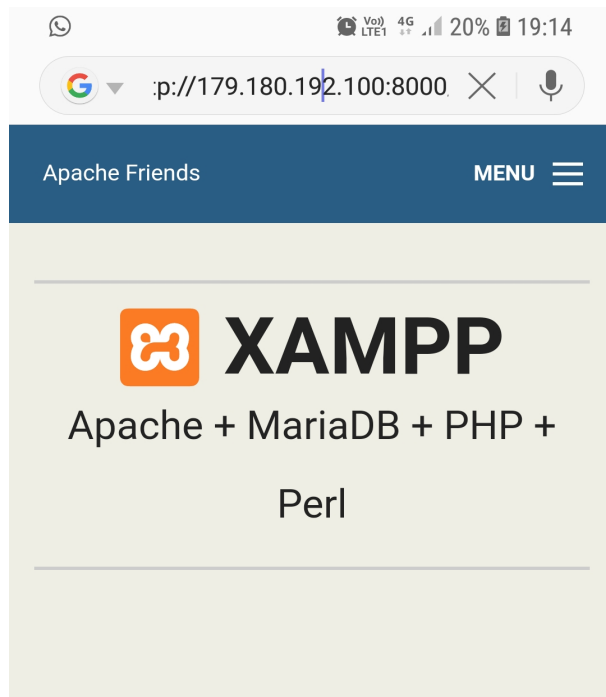 Vo)) LTE1 4G 20% 19:14
:p://179.180.192.100:8000
Apache Friends MENU
XAMPP
Apache + MariaDB + PHP +
Perl